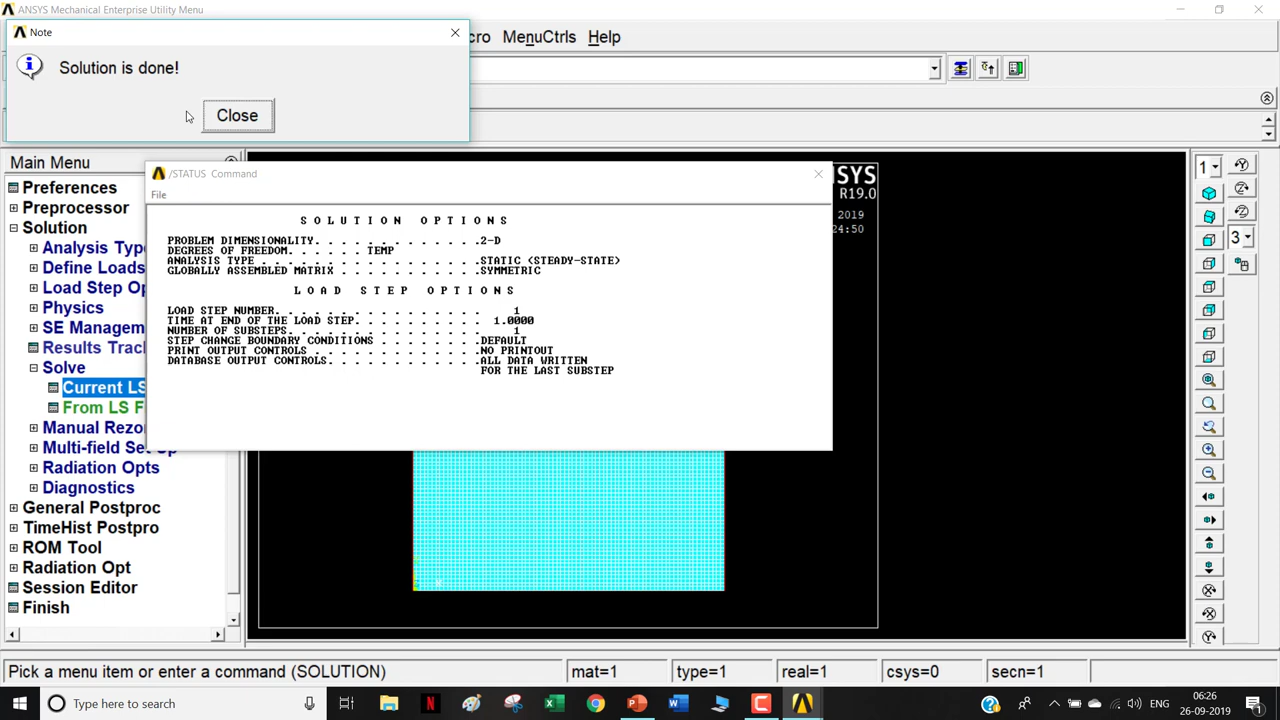 ANSYS Mechanical Enterprise Utility Menu
Note
Solution is done!
Close
cro MenuCtrls Help
Main Menu
Preferences
Preprocessor
Solution
Analysis Type
Define Loads
Load Step Op
Physics
SE Managem
Results Track
Solve
Current LS
From LS F
Manual Rezo
Multi-field Set Up
Radiation Opts
Diagnostics
General Postproc
TimeHist Postpro
ROM Tool
Radiation Opt
Session Editor
Finish
/STATUS Command
File
S O L U T I O N O P T I O N S
PROBLEM DIMENSIONALITY. . . . . . . . . . . . .2-D
DEGREES OF FREEDOM. . . . . . TEMP
ANALYSIS TYPE . . . . . . . . . . . . . . . . .STATIC (STEADY-STATE)
GLOBALLY ASSEMBLED MATRIX . . . . . . . . . . .SYMMETRIC
L O A D S T E P O P T I O N S
LOAD STEP NUMBER. . . . . . . . . . . . . . . . 1
TIME AT END OF THE LOAD STEP. . . . . . . . . . 1.0000
NUMBER OF SUBSTEPS. . . . . . . . . . . . . . . 1
STEP CHANGE BOUNDARY CONDITIONS . . . . . . . .DEFAULT
PRINT OUTPUT CONTROLS . . . . . . . . . . . . .NO PRINTOUT
DATABASE OUTPUT CONTROLS. . . . . . . . . . . .ALL DATA WRITTEN
FOR THE LAST SUBSTEP
NSYS
R19.0
2019
:24:50
1
3
Pick a menu item or enter a command (SOLUTION)
mat=1
type=1
real=1
csys=0
secn=1
Type here to search
ENG
06:26
26-09-2019